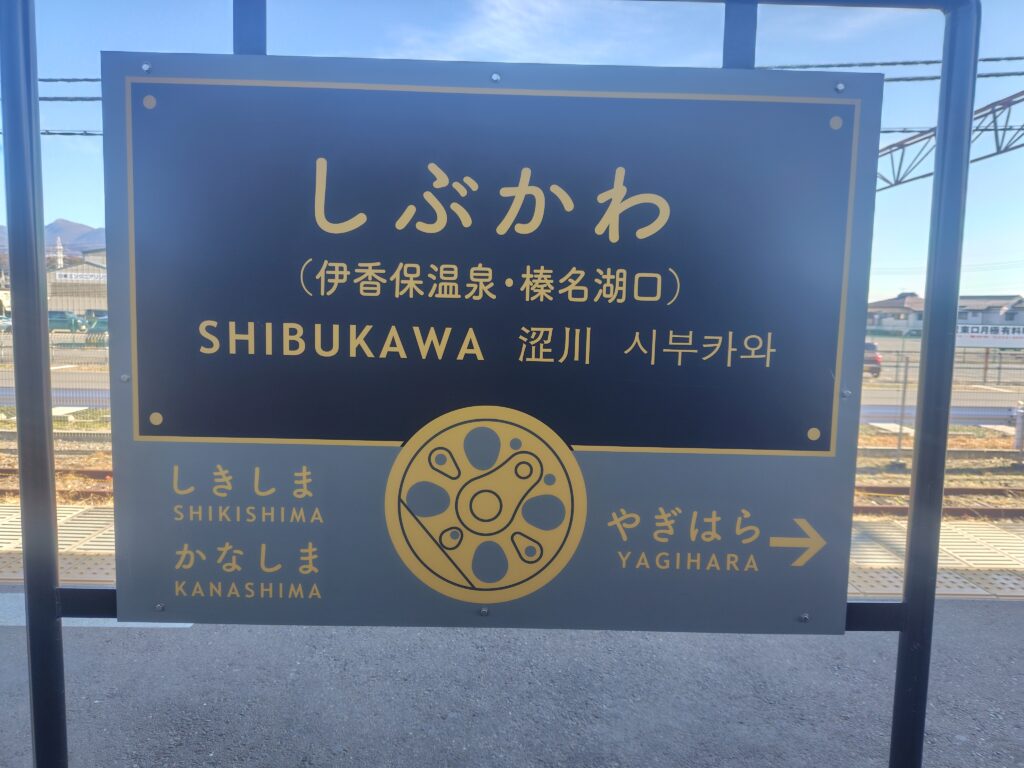 しぶかわ
（伊香保温泉・榛名湖口）
SHIBUKAWA 涩川 시부카와
しきしま
SHIKISHIMA
かなしま
KANASHIMA
やぎはら
YAGIHARA